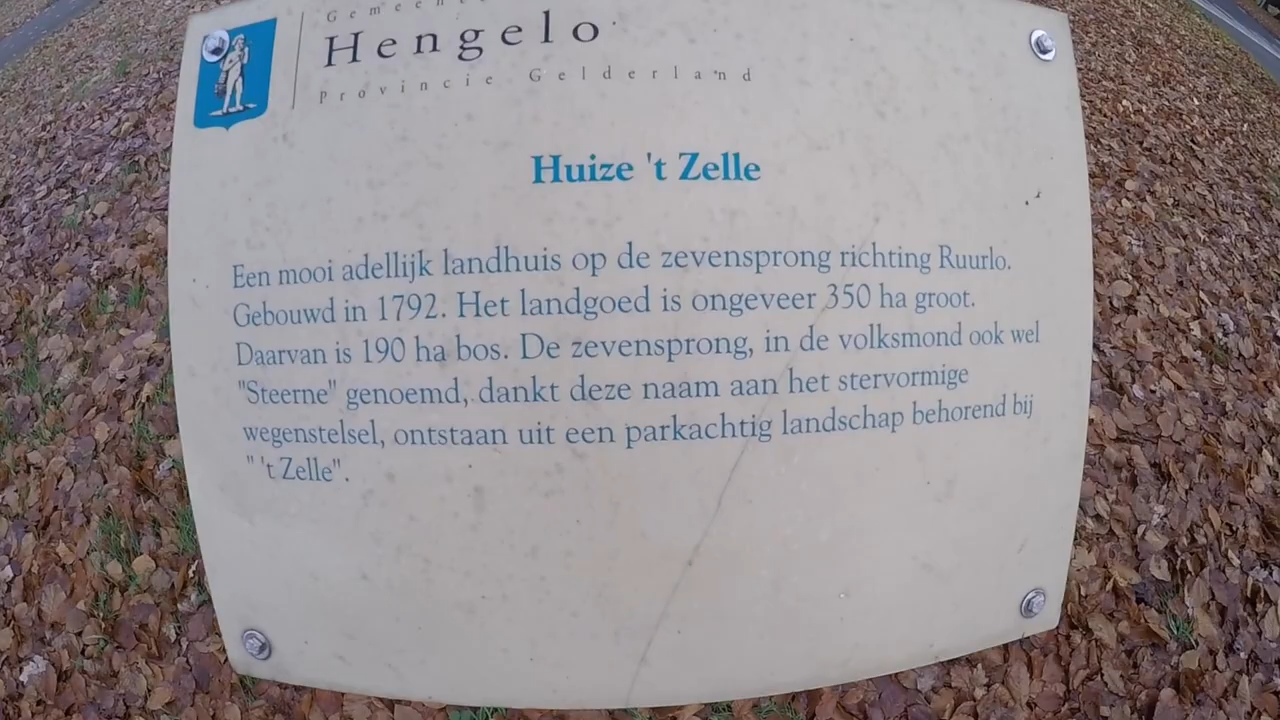 Hengelo
Provincie Gelderland
Huize 't Zelle
Een mooi adellijk landhuis op de zevensprong richting Ruurlo.
Gebouwd in 1792. Het landgoed is ongeveer 350 ha groot.
Daarvan is 190 ha bos. De zevensprong, in de volksmond ook wel
"Steerne" genoemd, dankt deze naam aan het stervormige
wegenstelsel, ontstaan uit een parkachtig landschap behorend bij
" 't Zelle".